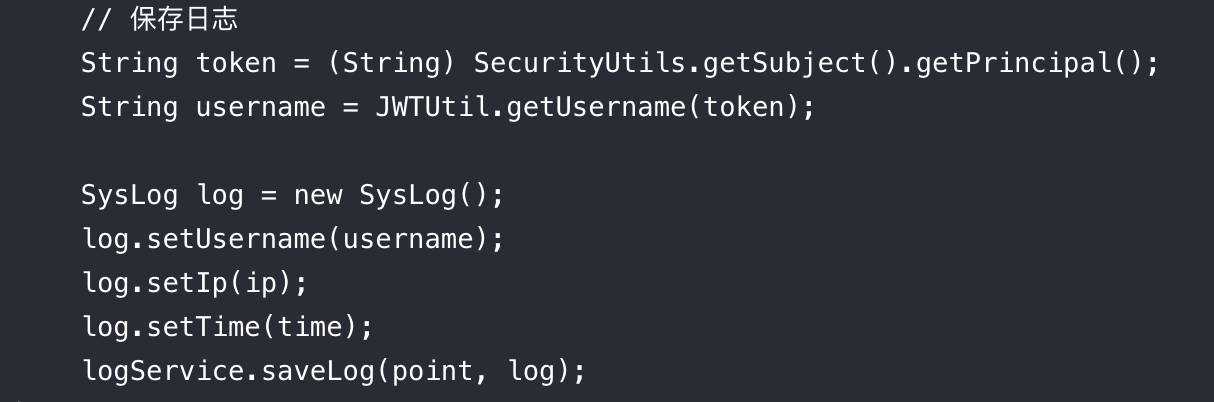 // 保存日志
String token = (String) SecurityUtils.getSubject().getPrincipal();
String username = JWTUtil.getUsername(token);
SysLog log = new SysLog();
log.setUsername(username);
log.setIp(ip);
log.setTime(time);
logService.saveLog(point, log);